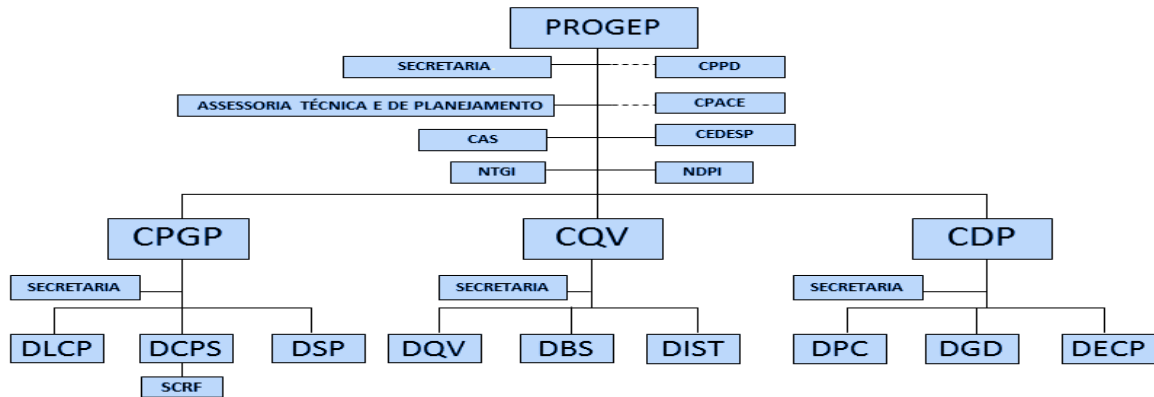 PROGEP
SECRETARIA
CPPD
ASSESSORIA TÉCNICA E DE PLANEJAMENTO
CPACE
CAS
CEDESP
NTGI
NDPI
CPGP
CQV
CDP
SECRETARIA
SECRETARIA
SECRETARIA
DLCP
DCPS
DSP
DQV
DBS
DIST
DPC
DGD
DECP
SCRF